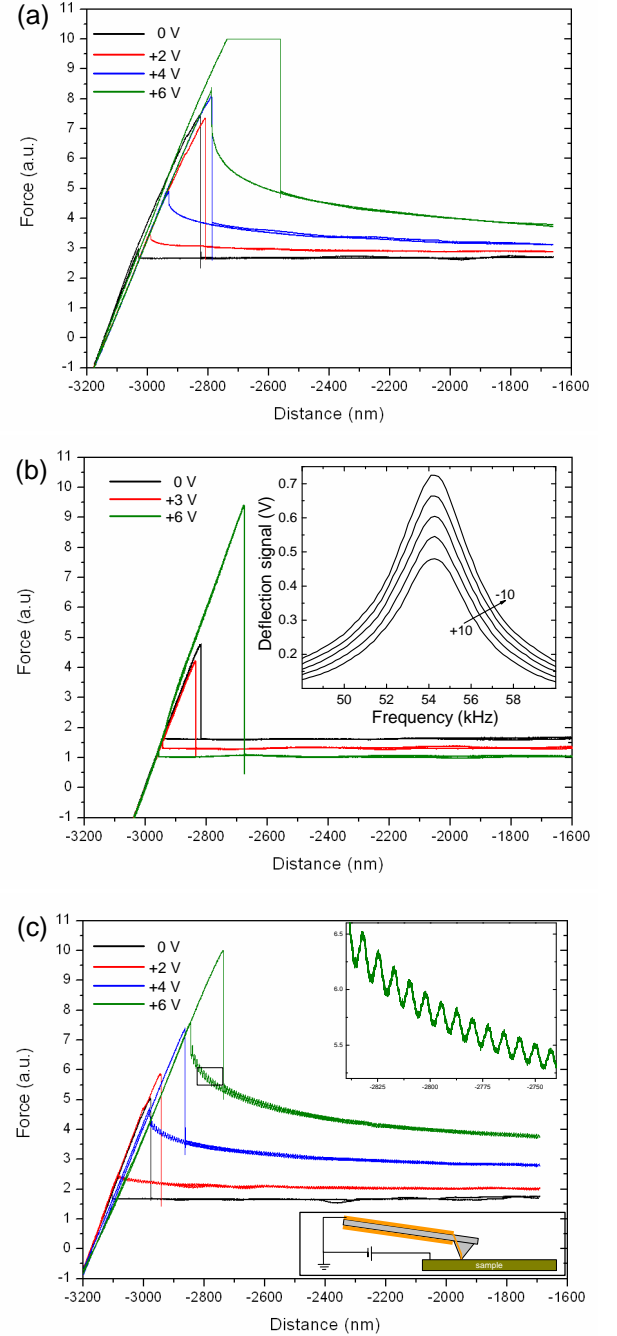 (a)
0 V
+2 V
+4 V
+6 V
11
10
9
8
7
6
5
4
3
2
1
0
-1
Force (a.u.)
-3200 -3000 -2800 -2600 -2400 -2200 -2000 -1800 -1600
Distance (nm)
(b)
0 V
+3 V
+6 V
11
10
9
8
7
6
5
4
3
2
1
0
-1
Force (a.u)
0.7
0.6
0.5
0.4
0.3
0.2
Deflection signal (V)
-10
+10
50 52 54 56 58
Frequency (kHz)
-3200 -3000 -2800 -2600 -2400 -2200 -2000 -1800 -1600
Distance (nm)
(c)
0 V
+2 V
+4 V
+6 V
11
10
9
8
7
6
5
4
3
2
1
0
-1
Force (a.u.)
6.5
6.0
5.5
-2825 -2800 -2775 -2750
sample
-3200 -3000 -2800 -2600 -2400 -2200 -2000 -1800 -1600
Distance (nm)